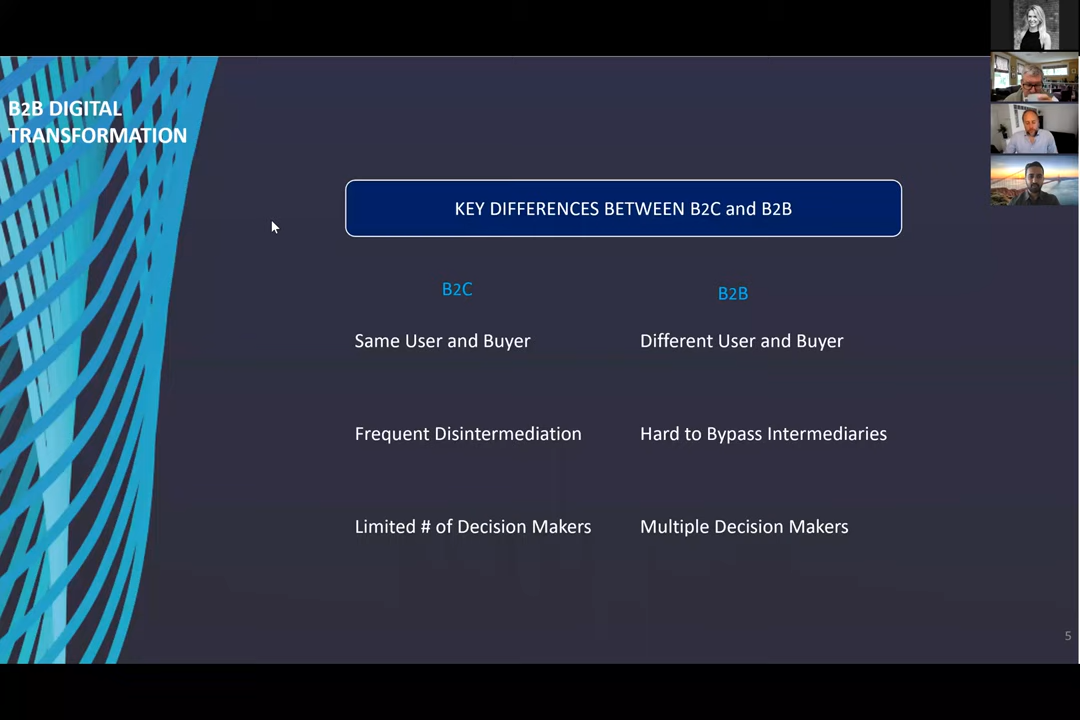 B2B DIGITAL
TRANSFORMATION
KEY DIFFERENCES BETWEEN B2C and B2B
B2C
B2B
Same User and Buyer
Different User and Buyer
Frequent Disintermediation
Hard to Bypass Intermediaries
Limited # of Decision Makers
Multiple Decision Makers
5